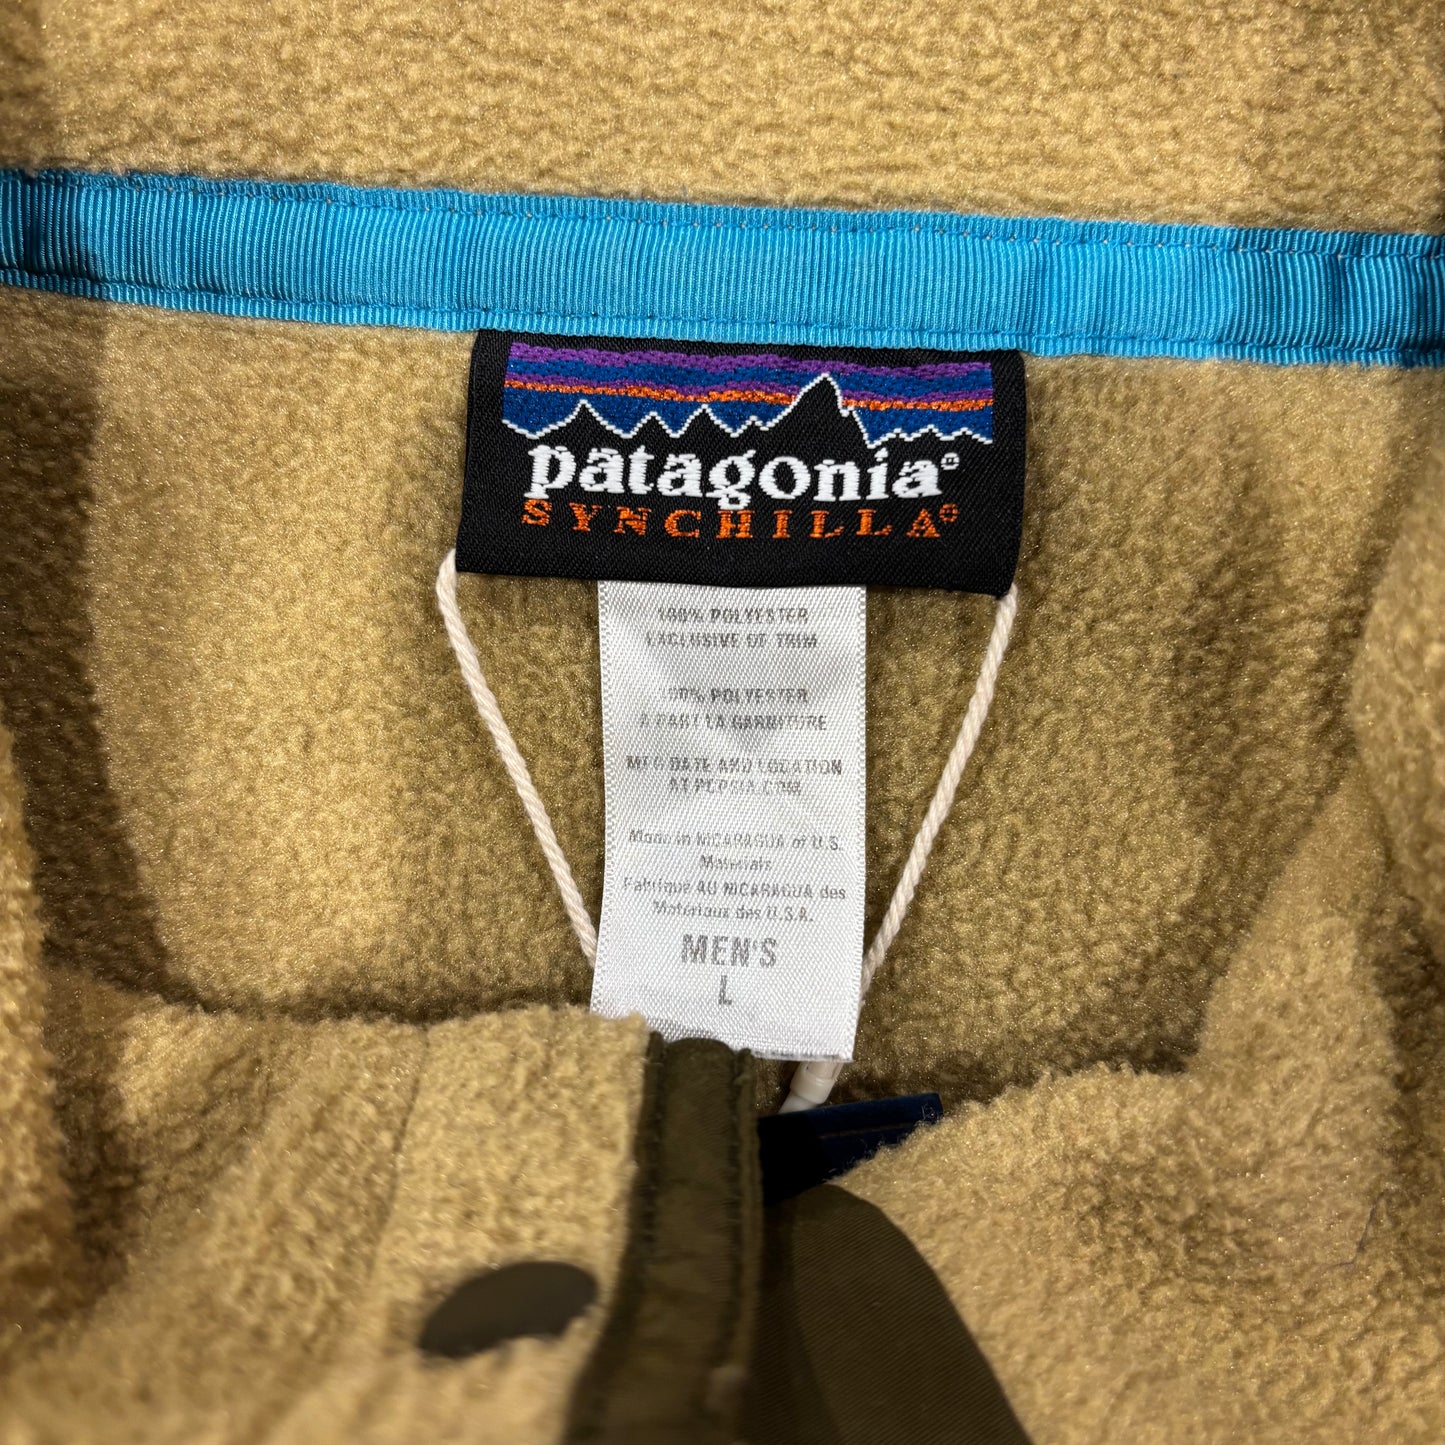 patagonia®
SYNCHILLA®
100% POLYESTER
EXCLUSIVE OF TRIM
100% POLYESTER
A PART LA GARNITURE
MFG DATE AND LOCATION
AT PCPSIA.COM
Made in NICARAGUA of U.S.
Materials
Fabriqué AU NICARAGUA des
Matériaux des U.S.A.
MEN'S
L